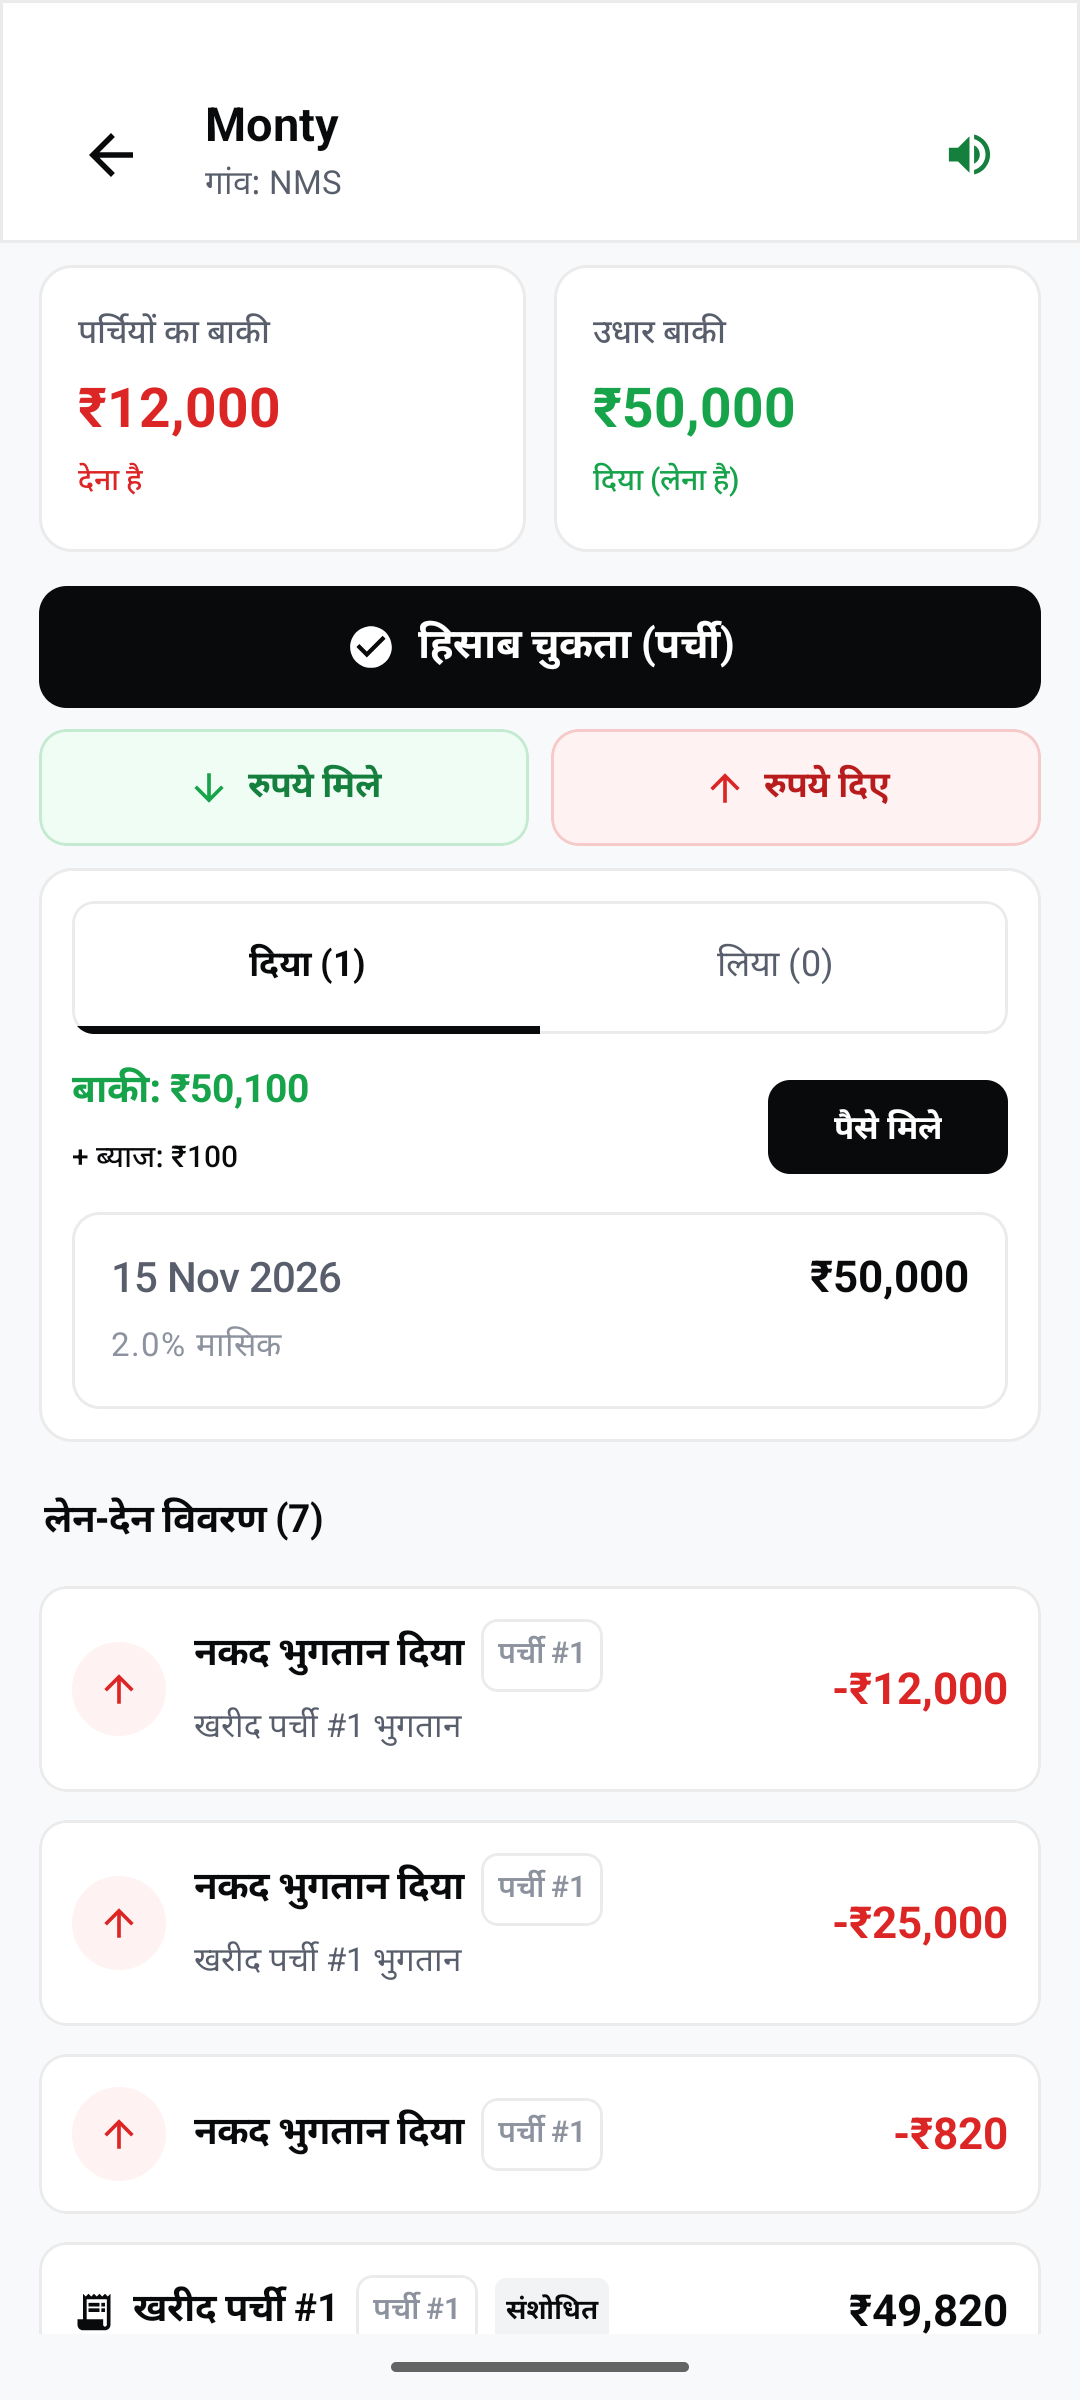 Monty
गांव: NMS
पर्चियों का बाकी
₹12,000
देना है
उधार बाकी
₹50,000
दिया (लेना है)
हिसाब चुकता (पर्ची)
रुपये मिले
रुपये दिए
दिया (1)
लिया (0)
बाकी: ₹50,100
+ ब्याज: ₹100
पैसे मिले
15 Nov 2026
₹50,000
2.0% मासिक
लेन-देन विवरण (7)
नकद भुगतान दिया
पर्ची #1
खरीद पर्ची #1 भुगतान
-₹12,000
नकद भुगतान दिया
पर्ची #1
खरीद पर्ची #1 भुगतान
-₹25,000
नकद भुगतान दिया
पर्ची #1
-₹820
खरीद पर्ची #1
पर्ची #1
संशोधित
₹49,820